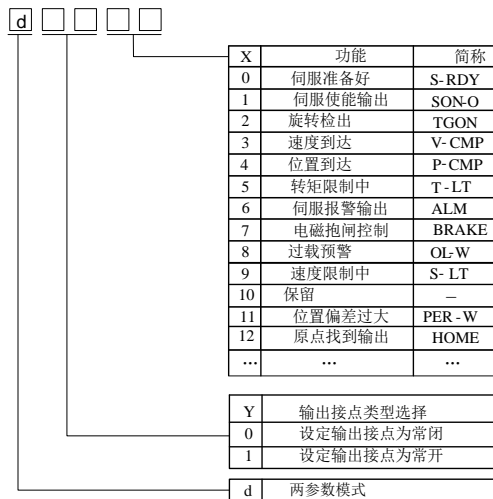 d
X 功能 简称
0 伺服准备好 S-RDY
1 伺服使能输出 SON-O
2 旋转检出 TGON
3 速度到达 V-CMP
4 位置到达 P-CMP
5 转矩限制中 T-LT
6 伺服报警输出 ALM
7 电磁抱闸控制 BRAKE
8 过载预警 OL-W
9 速度限制中 S-LT
10 保留 –
11 位置偏差过大 PER-W
12 原点找到输出 HOME
… … …
Y 输出接点类型选择
0 设定输出接点为常闭
1 设定输出接点为常开
d 两参数模式